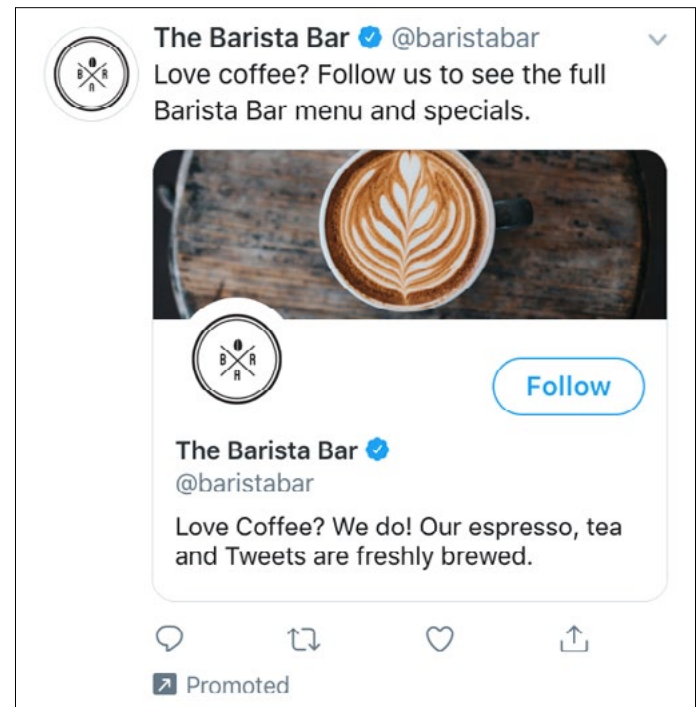 The Barista Bar @baristabar
Love coffee? Follow us to see the full
Barista Bar menu and specials.
B R
A
B R
A
Follow
The Barista Bar
@baristabar
Love Coffee? We do! Our espresso, tea
and Tweets are freshly brewed.
Promoted